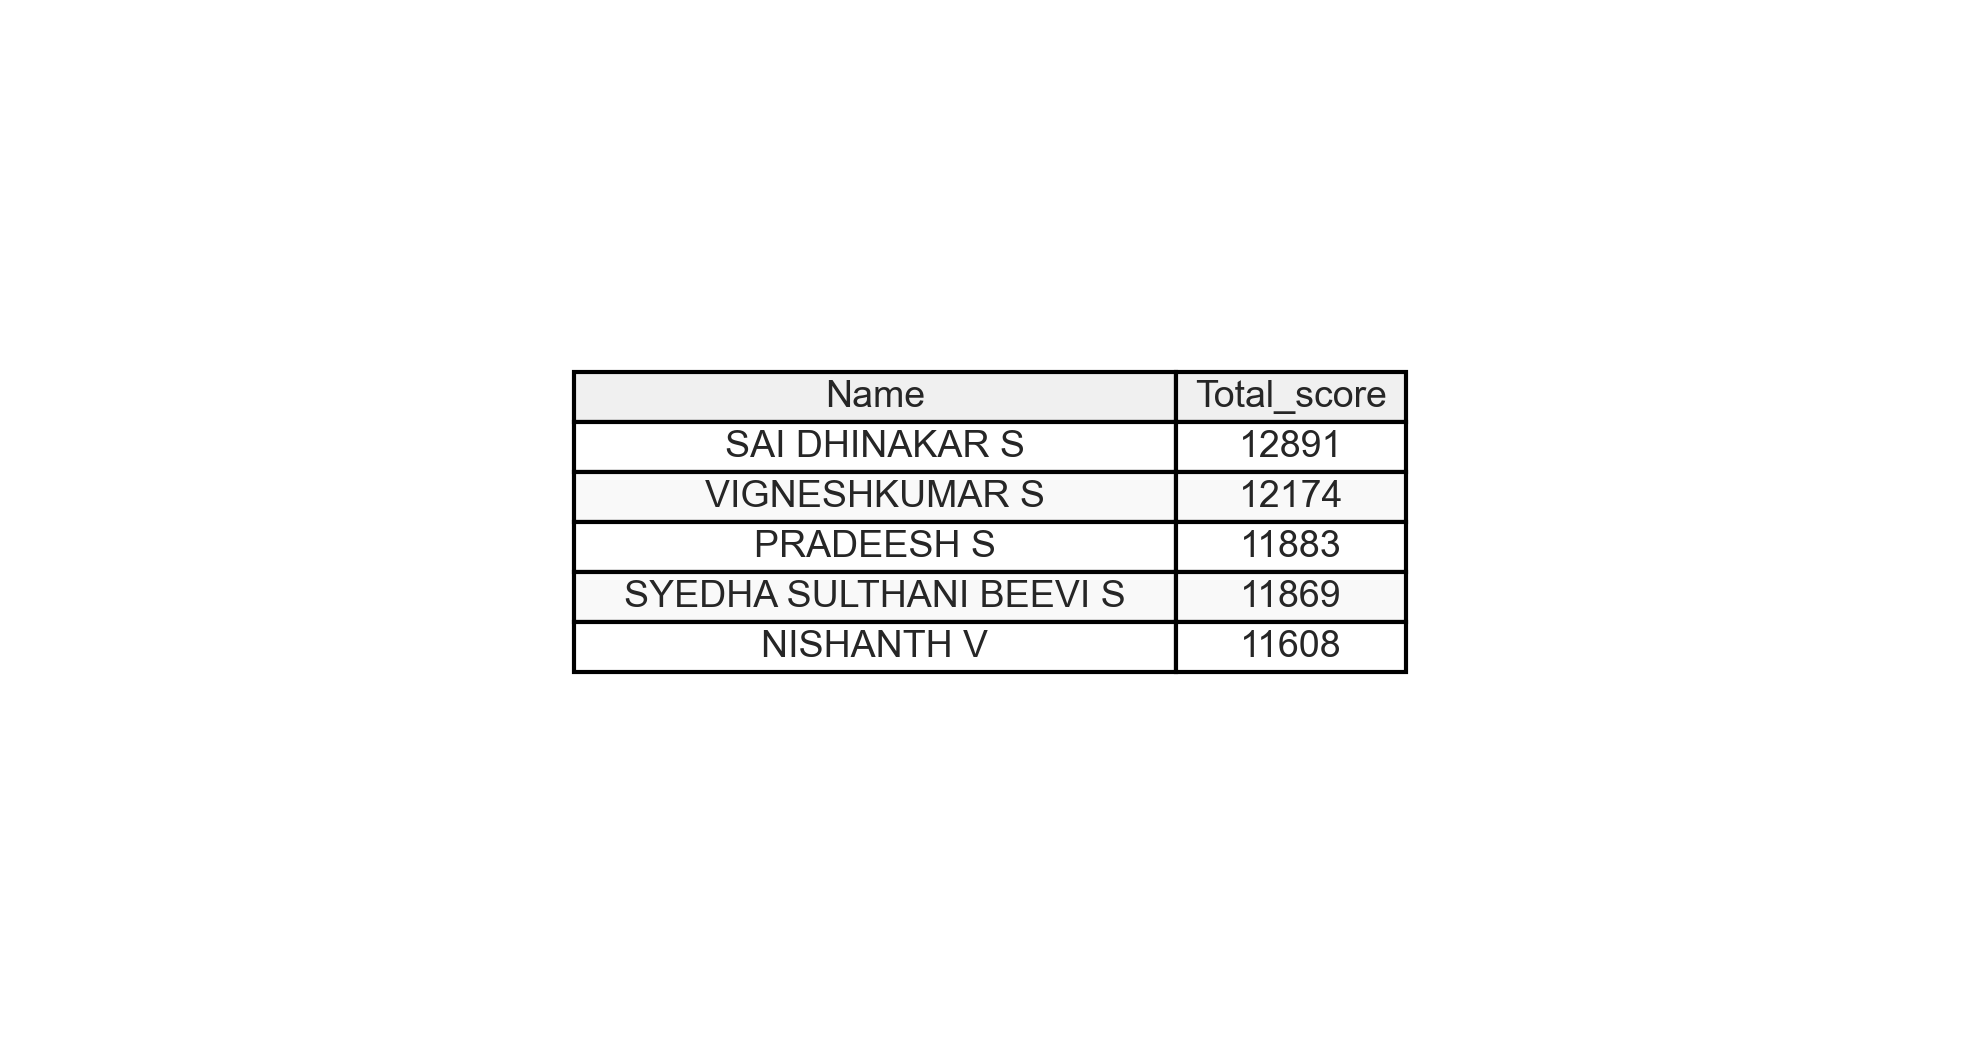 Name Total_score
SAI DHINAKAR S 12891
VIGNESHKUMAR S 12174
PRADEESH S 11883
SYEDHA SULTHANI BEEVI S 11869
NISHANTH V 11608